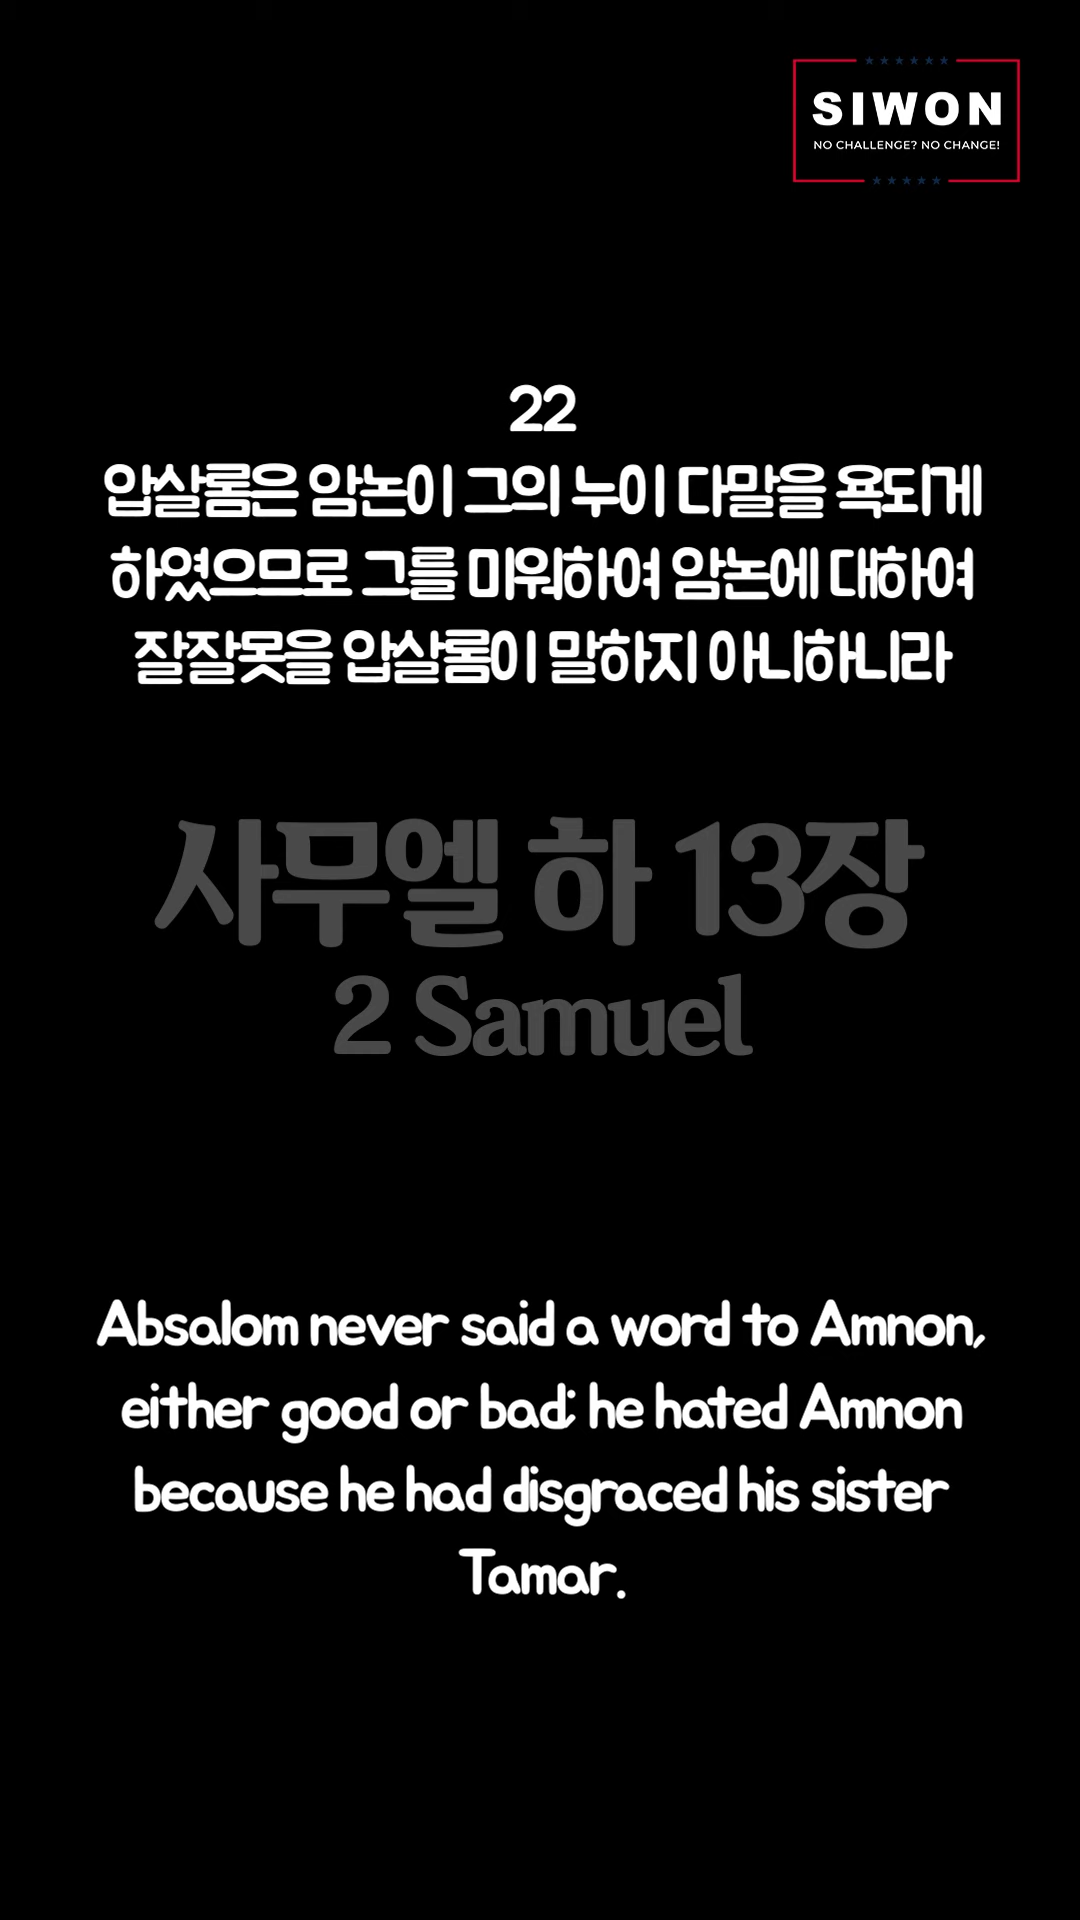 SIWON
NO CHALLENGE? NO CHANGE!
22
압살롬은 암논이 그의 누이 다말을 욕되게
하였으므로 그를 미워하여 암논에 대하여
잘잘못을 압살롬이 말하지 아니하니라
사무엘 하 13장
2 Samuel
Absalom never said a word to Amnon,
either good or bad; he hated Amnon
because he had disgraced his sister
Tamar.